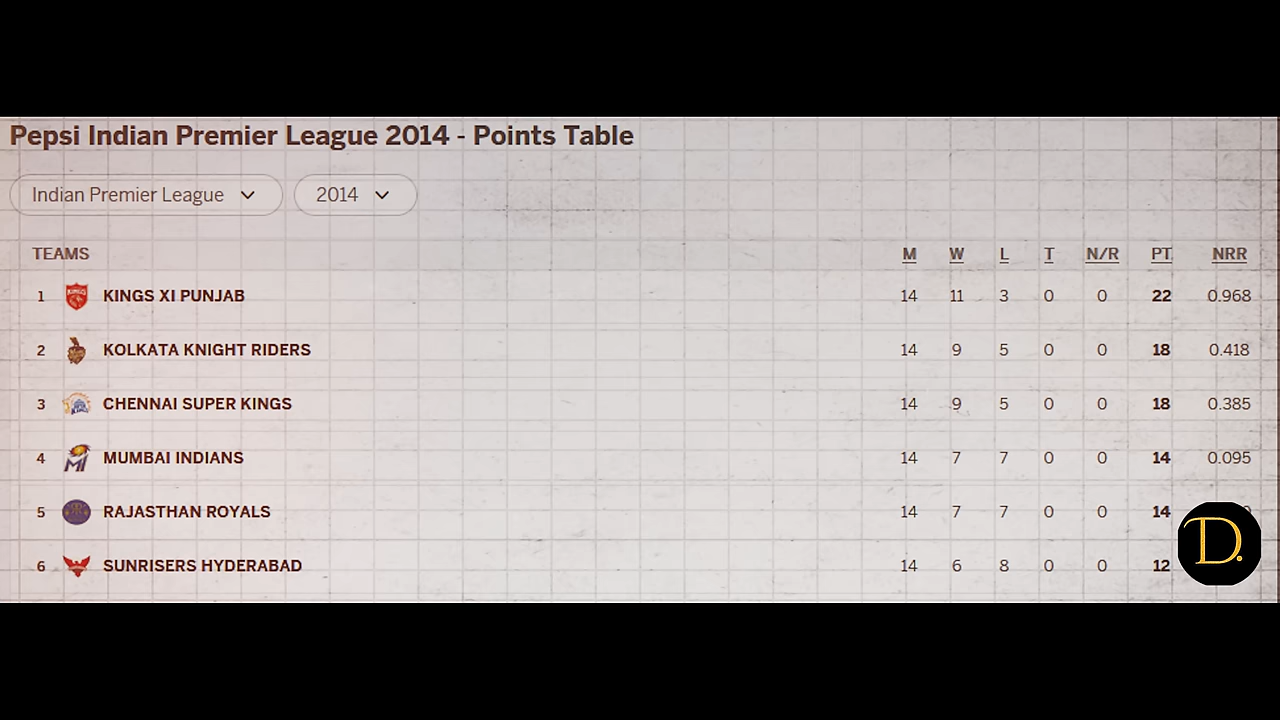 Pepsi Indian Premier League 2014 - Points Table
Indian Premier League 2014
TEAMS M W L T N/R PT NRR
1 KINGS XI PUNJAB 14 11 3 0 0 22 0.968
2 KOLKATA KNIGHT RIDERS 14 9 5 0 0 18 0.418
3 CHENNAI SUPER KINGS 14 9 5 0 0 18 0.385
4 MUMBAI INDIANS 14 7 7 0 0 14 0.095
5 RAJASTHAN ROYALS 14 7 7 0 0 14
6 SUNRISERS HYDERABAD 14 6 8 0 0 12
D.